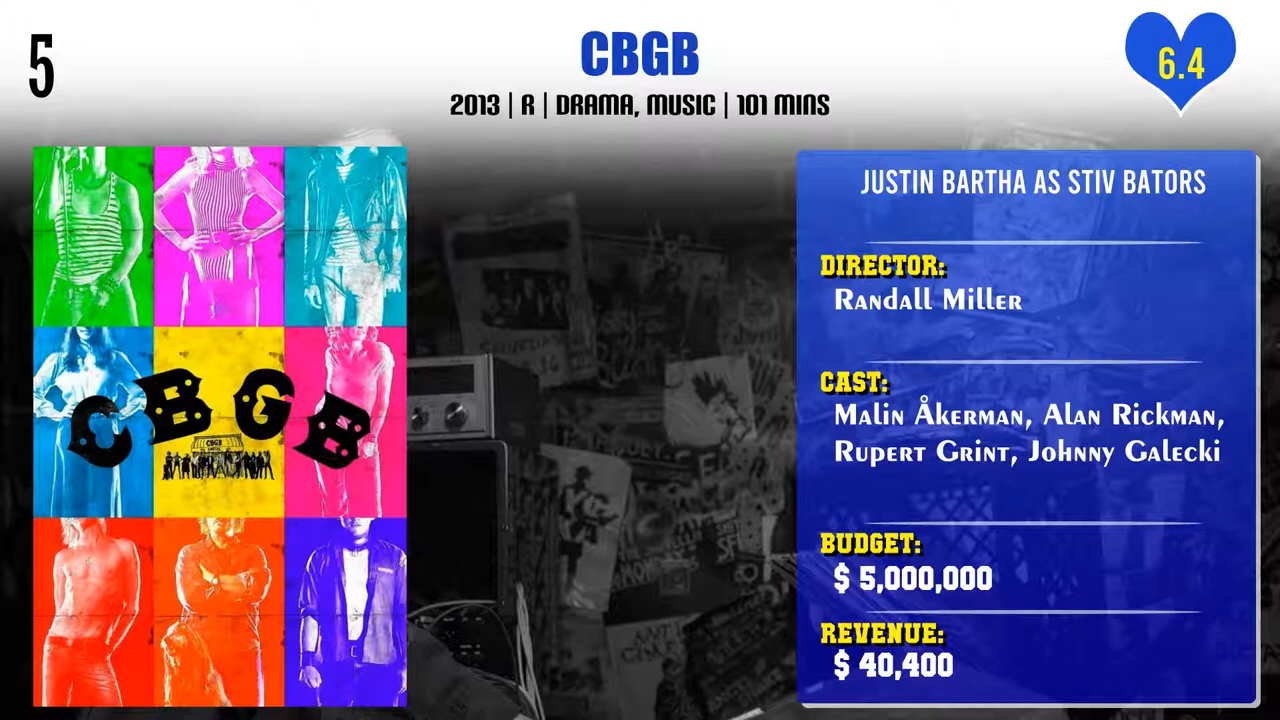 5
CBGB
6.4
2013 | R | DRAMA, MUSIC | 101 MINS
JUSTIN BARTHA AS STIV BATORS
DIRECTOR:
RANDALL MILLER
CAST:
MALIN ÅKERMAN, ALAN RICKMAN,
RUPERT GRINT, JOHNNY GALECKI
BUDGET:
$ 5,000,000
REVENUE:
$ 40,400
CBGB
CBGB